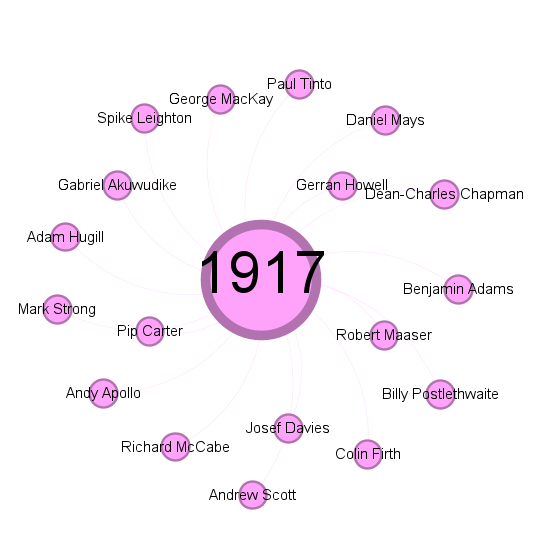 Paul Tinto
George MacKay
Spike Leighton
Daniel Mays
Gabriel Akuwudike
Gerran Howell
Dean-Charles Chapman
Adam Hugill
1917
Benjamin Adams
Mark Strong
Pip Carter
Robert Maaser
Andy Apollo
Billy Postlethwaite
Josef Davies
Richard McCabe
Colin Firth
Andrew Scott